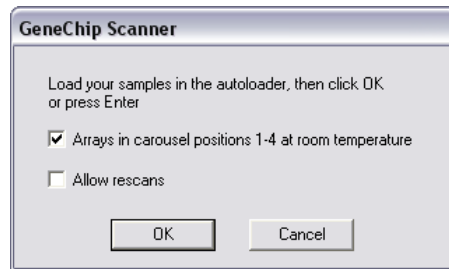 GeneChip Scanner
Load your samples in the autoloader, then click OK
or press Enter
Arrays in carousel positions 1-4 at room temperature
Allow rescans
OK
Cancel